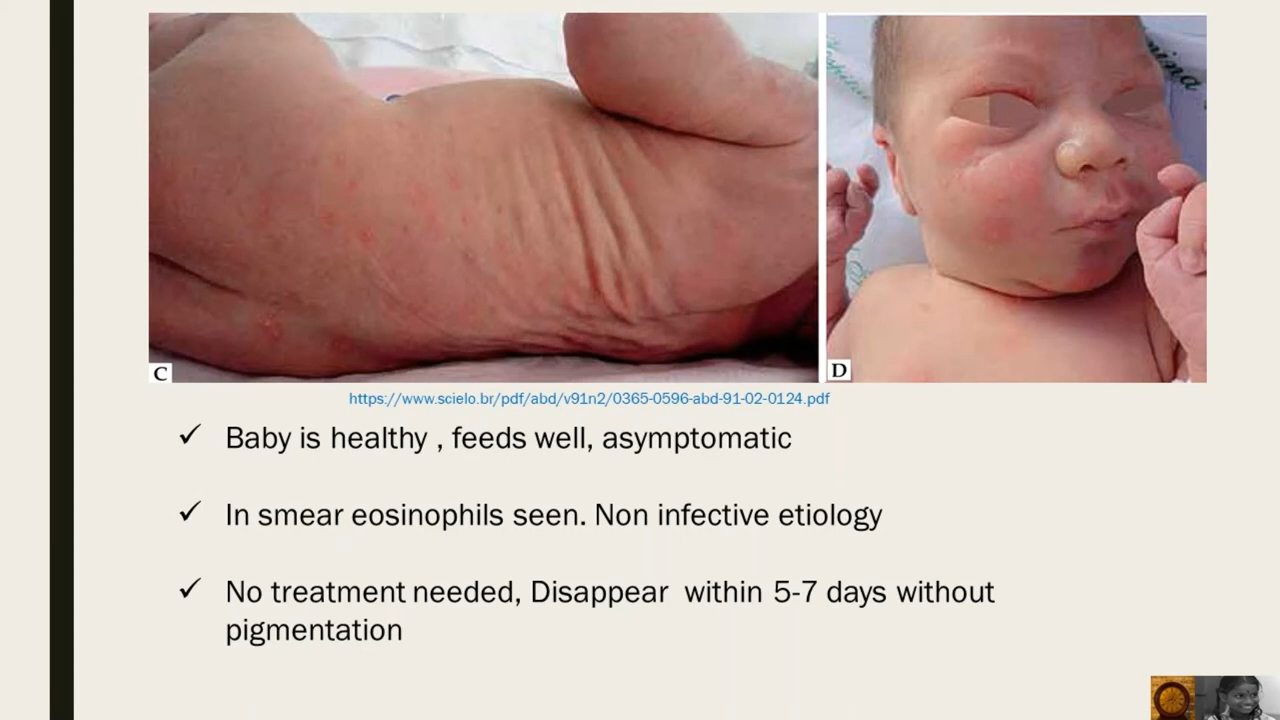 C
D
https://www.scielo.br/pdf/abd/v91n2/0365-0596-abd-91-02-0124.pdf
✓ Baby is healthy , feeds well, asymptomatic
✓ In smear eosinophils seen. Non infective etiology
✓ No treatment needed, Disappear within 5-7 days without
pigmentation